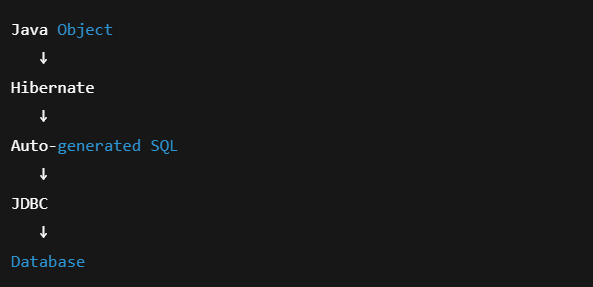 Java Object
↓
Hibernate
↓
Auto-generated SQL
↓
JDBC
↓
Database